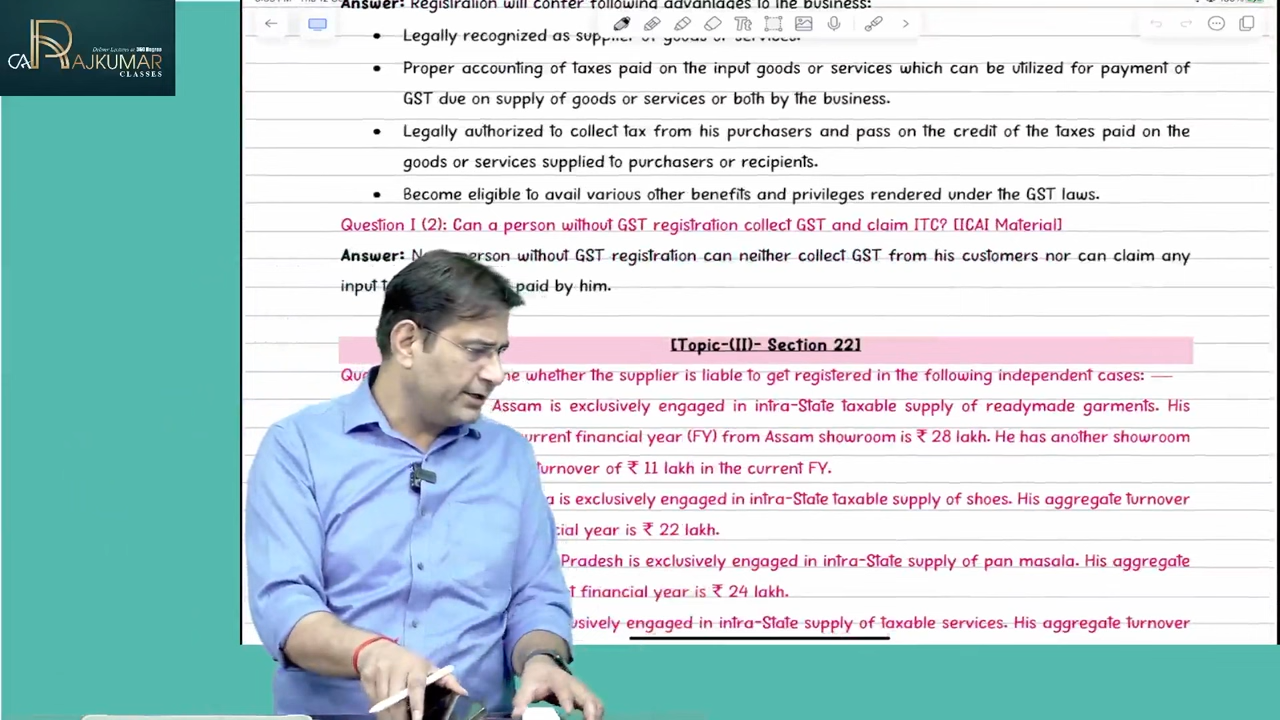 Answer: Registration will confer following advantages to the business:
CA RAJKUMAR
Deliver Lectures at 360 Degree
CLASSES
• Legally recognized as supplier of goods or services.
• Proper accounting of taxes paid on the input goods or services which can be utilized for payment of
GST due on supply of goods or services or both by the business.
• Legally authorized to collect tax from his purchasers and pass on the credit of the taxes paid on the
goods or services supplied to purchasers or recipients.
• Become eligible to avail various other benefits and privileges rendered under the GST laws.
Question I (2): Can a person without GST registration collect GST and claim ITC? [ICAI Material]
Answer: person without GST registration can neither collect GST from his customers nor can claim any
input paid by him.
[Topic-(II)- Section 22]
whether the supplier is liable to get registered in the following independent cases: —
Assam is exclusively engaged in intra-State taxable supply of readymade garments. His
financial year (FY) from Assam showroom is ₹ 28 lakh. He has another showroom
turnover of ₹ 11 lakh in the current FY.
is exclusively engaged in intra-State taxable supply of shoes. His aggregate turnover
year is ₹ 22 lakh.
Pradesh is exclusively engaged in intra-State supply of pan masala. His aggregate
financial year is ₹ 24 lakh.
engaged in intra-State supply of taxable services. His aggregate turnover